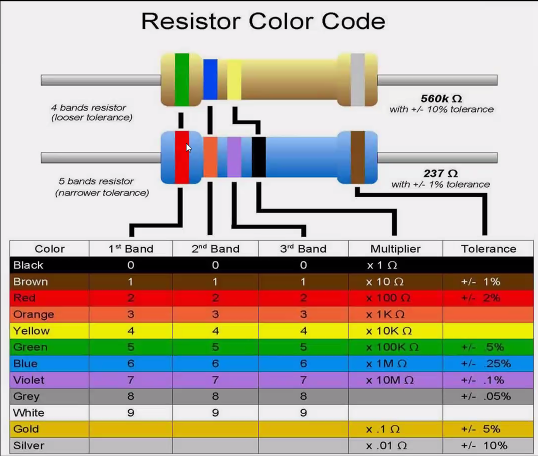 Resistor Color Code
4 bands resistor
(looser tolerance)
560k Ω
with +/- 10% tolerance
5 bands resistor
(narrower tolerance)
237 Ω
with +/- 1% tolerance
Color 1st Band 2nd Band 3rd Band Multiplier Tolerance
Black 0 0 0 x 1 Ω
Brown 1 1 1 x 10 Ω +/- 1%
Red 2 2 2 x 100 Ω +/- 2%
Orange 3 3 3 x 1K Ω
Yellow 4 4 4 x 10K Ω
Green 5 5 5 x 100K Ω +/- .5%
Blue 6 6 6 x 1M Ω +/- .25%
Violet 7 7 7 x 10M Ω +/- .1%
Grey 8 8 8 +/- .05%
White 9 9 9
Gold x .1 Ω +/- 5%
Silver x .01 Ω +/- 10%